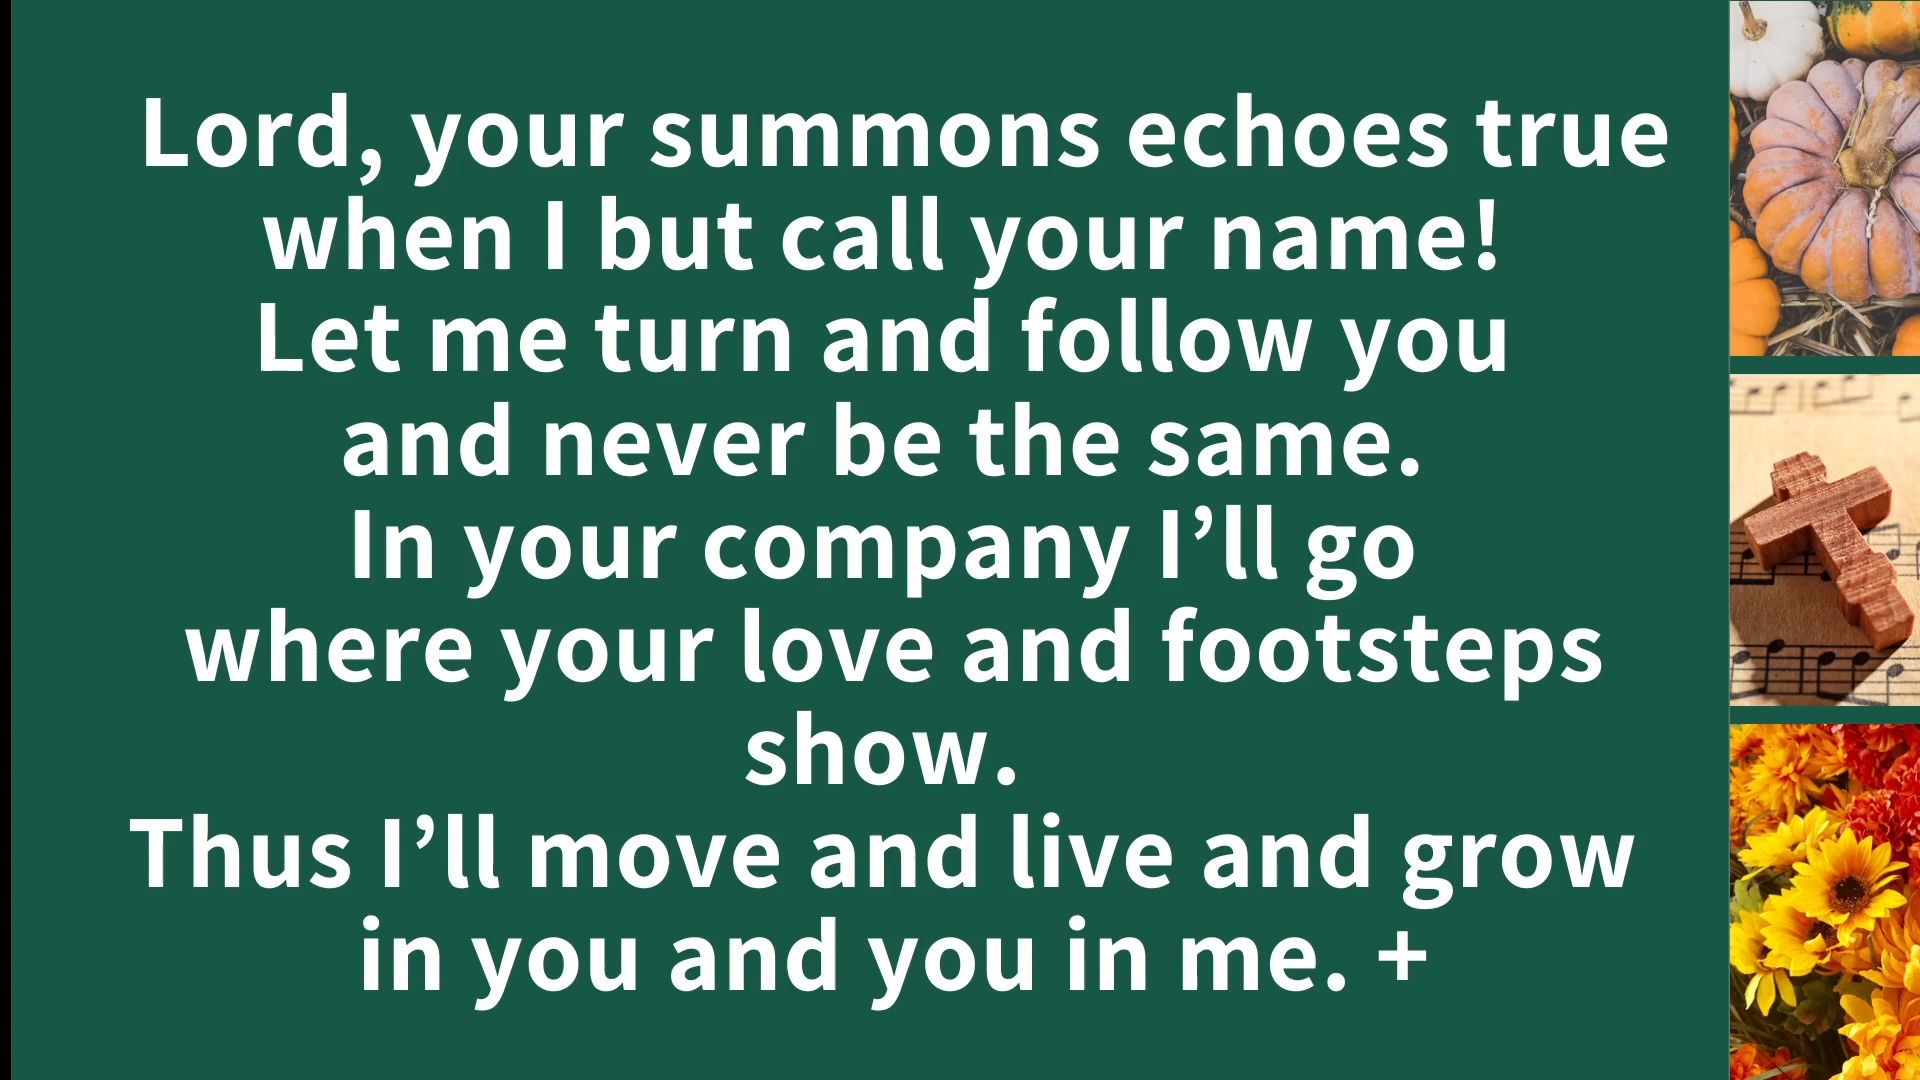 Lord, your summons echoes true
when I but call your name!
Let me turn and follow you
and never be the same.
In your company I’ll go
where your love and footsteps
show.
Thus I’ll move and live and grow
in you and you in me. +